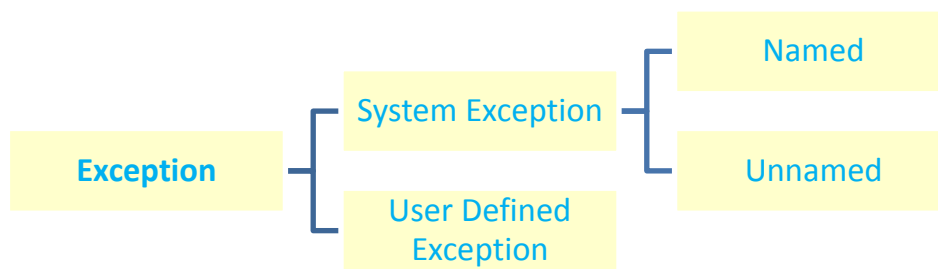 Exception
System Exception
User Defined
Exception
Named
Unnamed